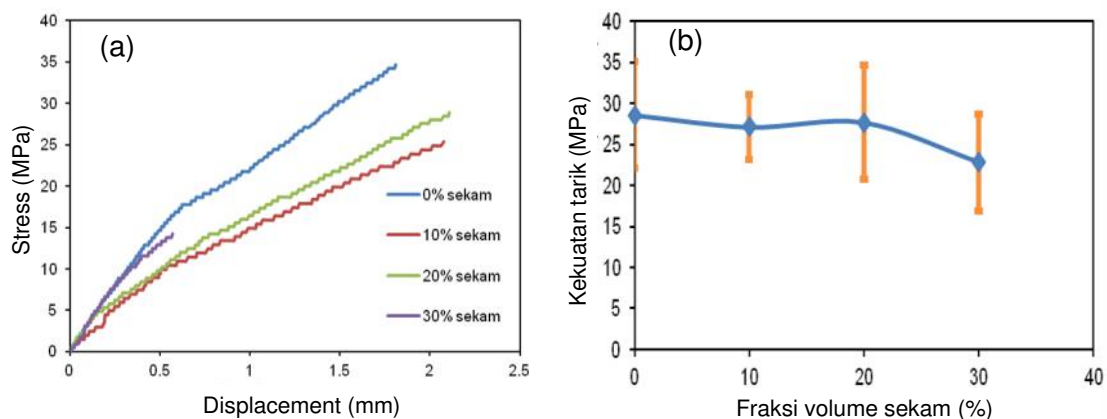 (a)
Stress (MPa)
40
35
30
25
20
15
10
5
0
0
0.5
1
1.5
2
2.5
Displacement (mm)
0% sekam
10% sekam
20% sekam
30% sekam
(b)
Kekuatan tarik (MPa)
40
35
30
25
20
15
10
5
0
0
10
20
30
40
Fraksi volume sekam (%)